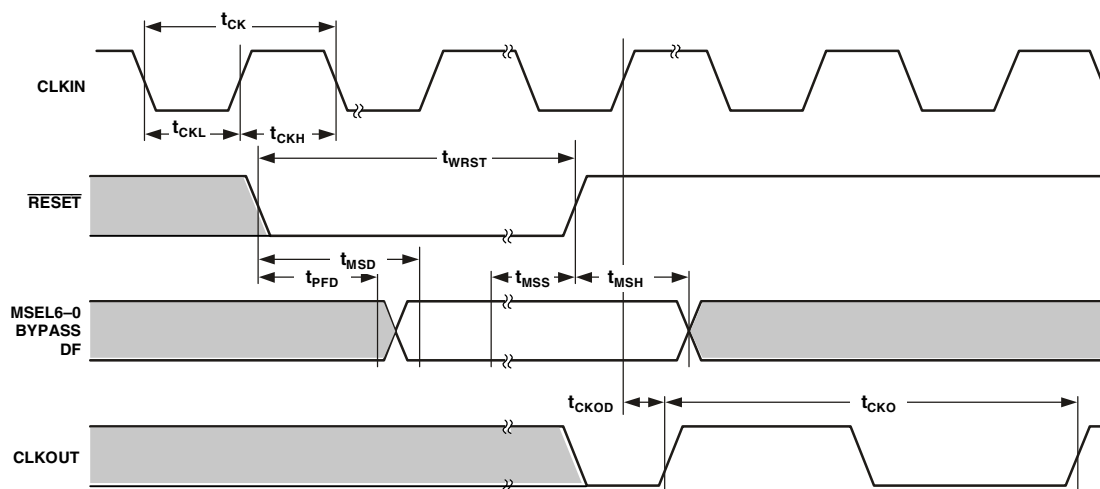 tCK
CLKIN
tCKL
tCKH
tWRST
RESET
tMSD
tPFD
tMSS
tMSH
MSEL6–0
BYPASS
DF
tCKOD
tCKO
CLKOUT